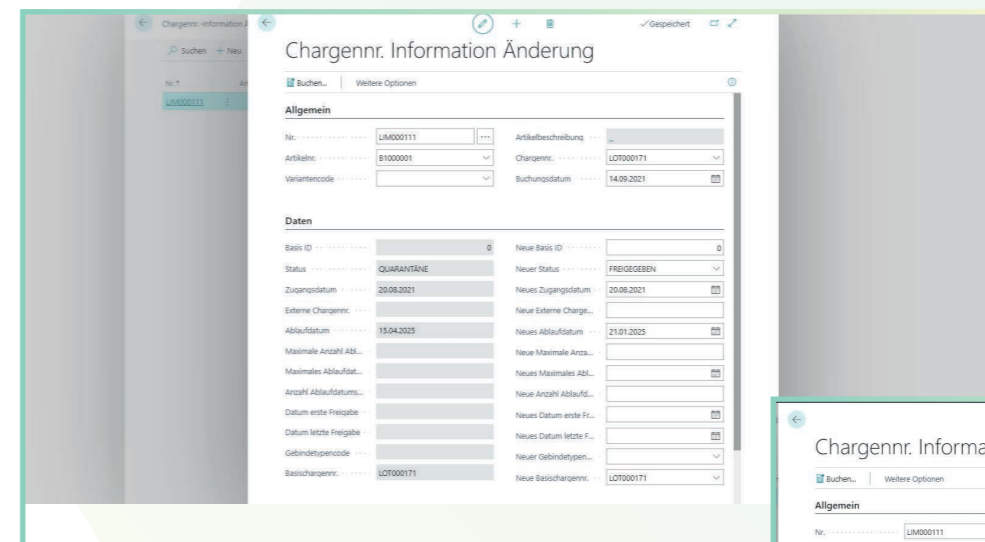 Chargennr.-Information Ä
Suchen + Neu
Nr. ↑ An
LIM000111
Gespeichert
Chargennr. Information Änderung
Buchen... Weitere Optionen
Allgemein
Nr. LIM000111 Artikelbeschreibung _
Artikelnr. B1000001 Chargennr. LOT000171
Variantencode Buchungsdatum 14.09.2021
Daten
Basis ID 0 Neue Basis ID 0
Status QUARANTÄNE Neuer Status FREIGEGEBEN
Zugangsdatum 20.08.2021 Neues Zugangsdatum 20.08.2021
Externe Chargennr. Neue Externe Charge...
Ablaufdatum 15.04.2025 Neues Ablaufdatum 21.01.2025
Maximale Anzahl Abl... Neue Maximale Anza...
Maximales Ablaufdat... Neues Maximales Abl...
Anzahl Ablaufdatums... Neue Anzahl Ablaufd...
Datum erste Freigabe Neues Datum erste Fr...
Datum letzte Freigabe Neues Datum letzte F...
Gebindetypencode Neuer Gebindetypen...
Basischargennr. LOT000171 Neue Basischargennr. LOT000171
Chargennr. Informa
Buchen... Weitere Optionen
Allgemein
Nr. LIM000111